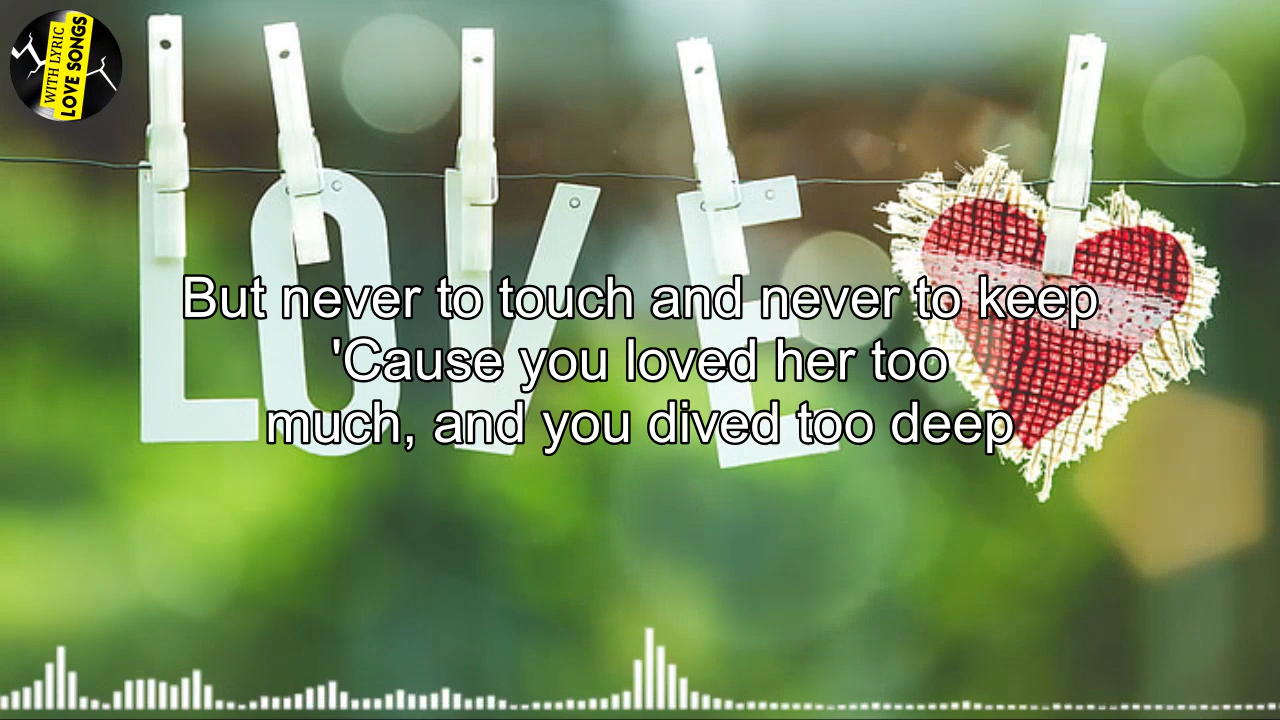 WITH LYRIC
LOVE SONGS
LOVE
But never to touch and never to keep
'Cause you loved her too
much, and you dived too deep